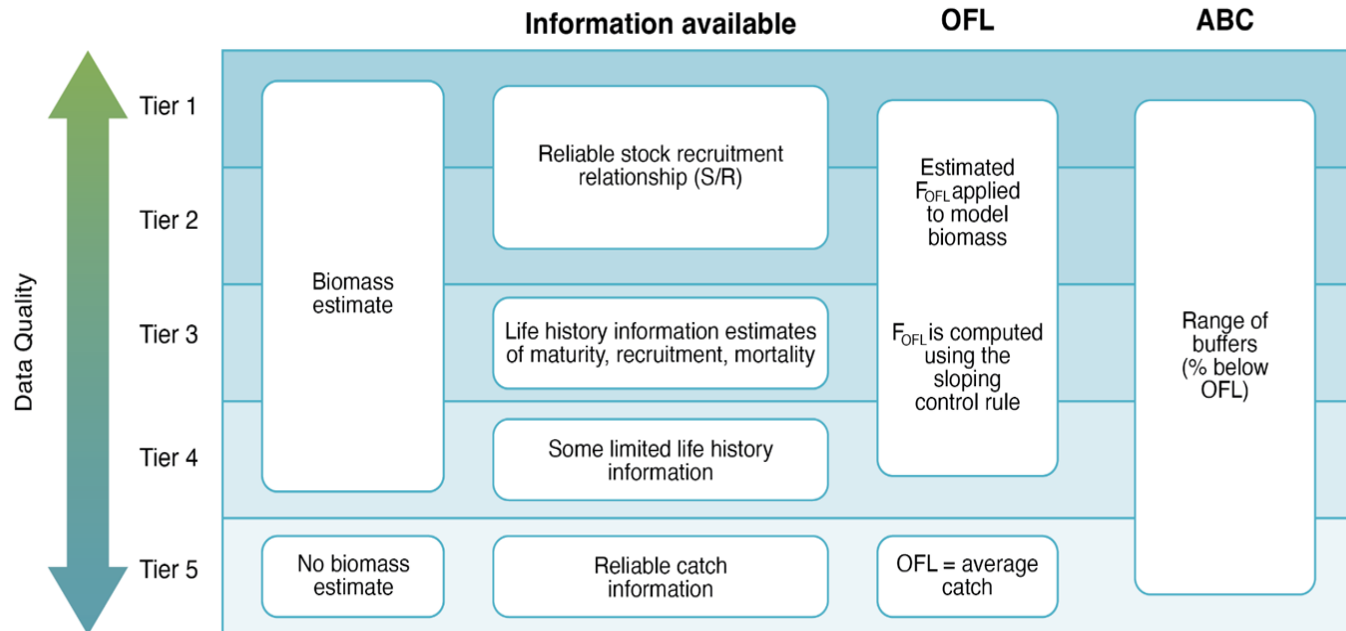 Information available
OFL
ABC
Data Quality
Tier 1
Tier 2
Tier 3
Tier 4
Tier 5
Biomass
estimate
No biomass
estimate
Reliable stock recruitment
relationship (S/R)
Life history information estimates
of maturity, recruitment, mortality
Some limited life history
information
Reliable catch
information
Estimated
FOFL applied
to model
biomass
FOFL is computed
using the
sloping
control rule
OFL = average
catch
Range of
buffers
(% below
OFL)